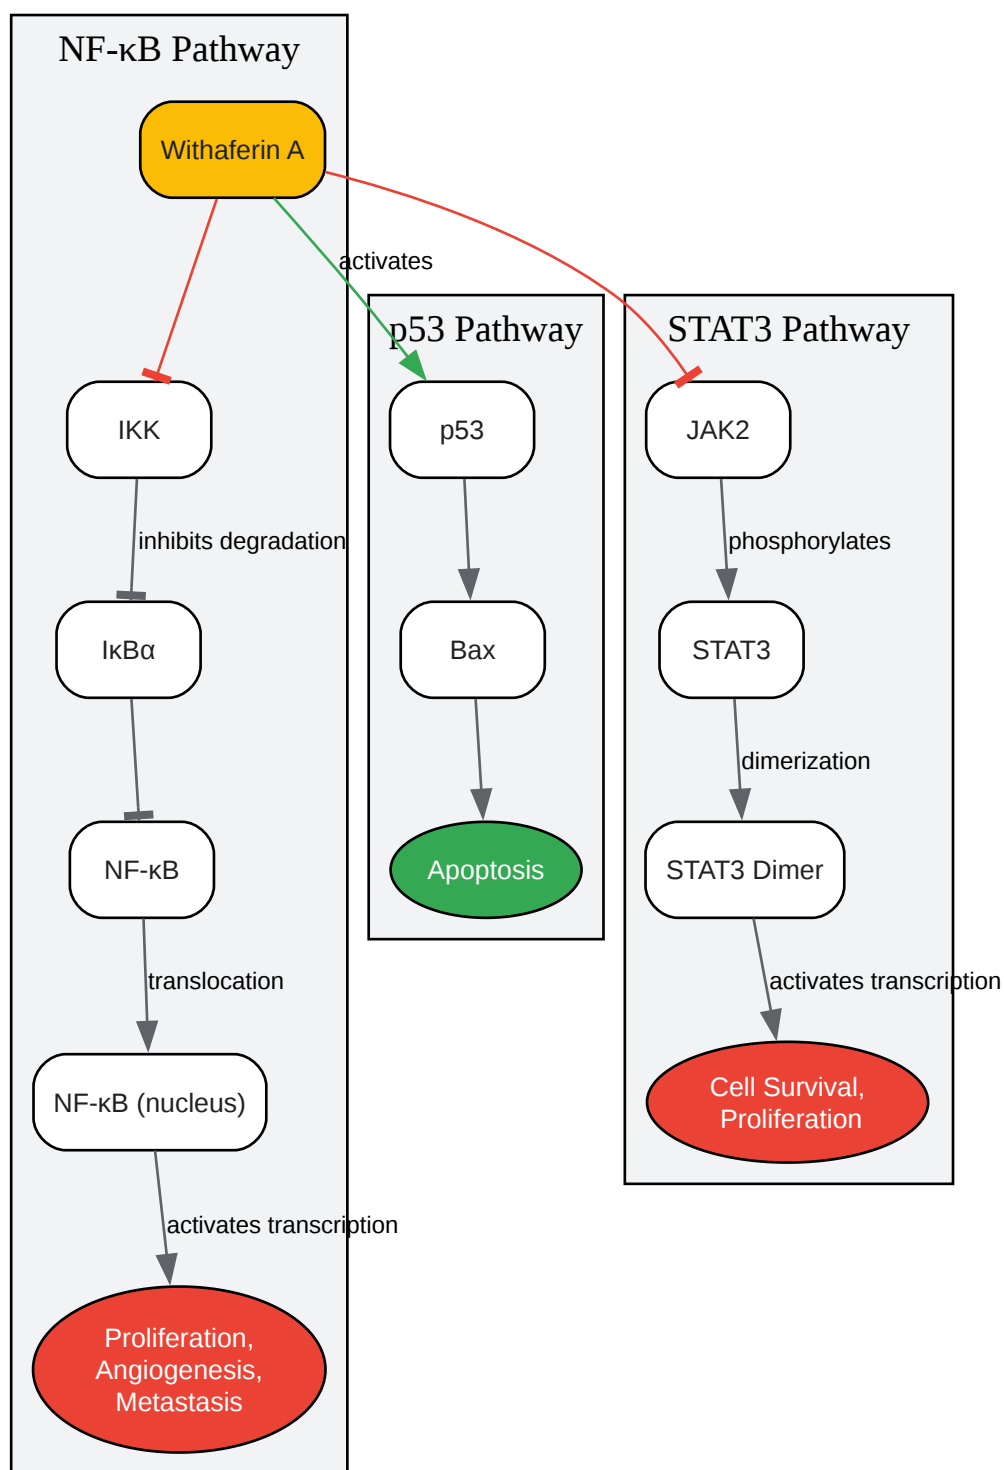 NF-κB Pathway
Withaferin A
activates
p53 Pathway
STAT3 Pathway
IKK
p53
JAK2
inhibits degradation
phosphorylates
IκBα
Bax
STAT3
dimerization
NF-κB
Apoptosis
STAT3 Dimer
translocation
activates transcription
NF-κB (nucleus)
Cell Survival,
Proliferation
activates transcription
Proliferation,
Angiogenesis,
Metastasis